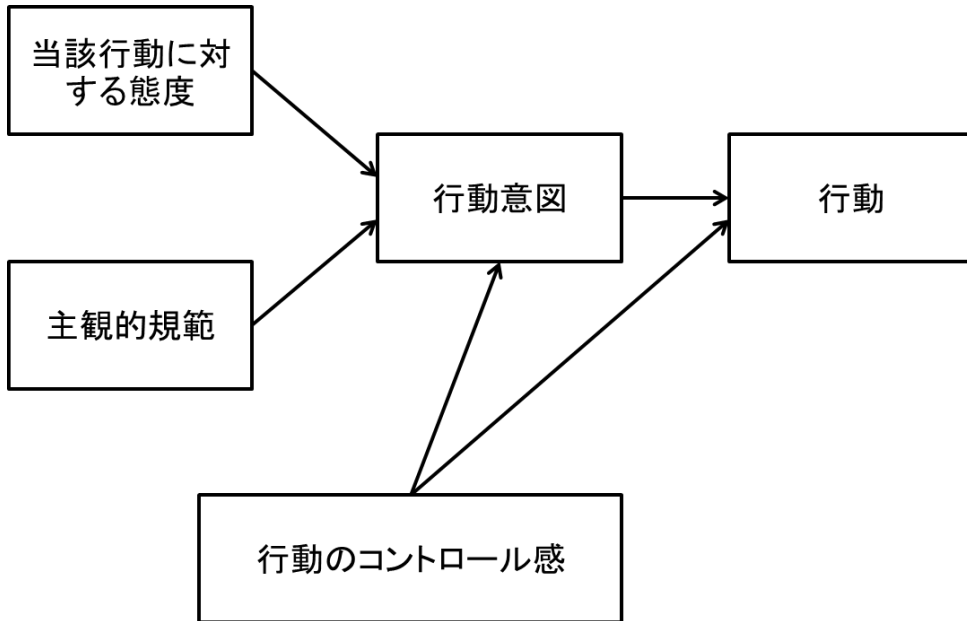 当該行動に対
する態度
行動意図
行動
主観的規範
行動のコントロール感